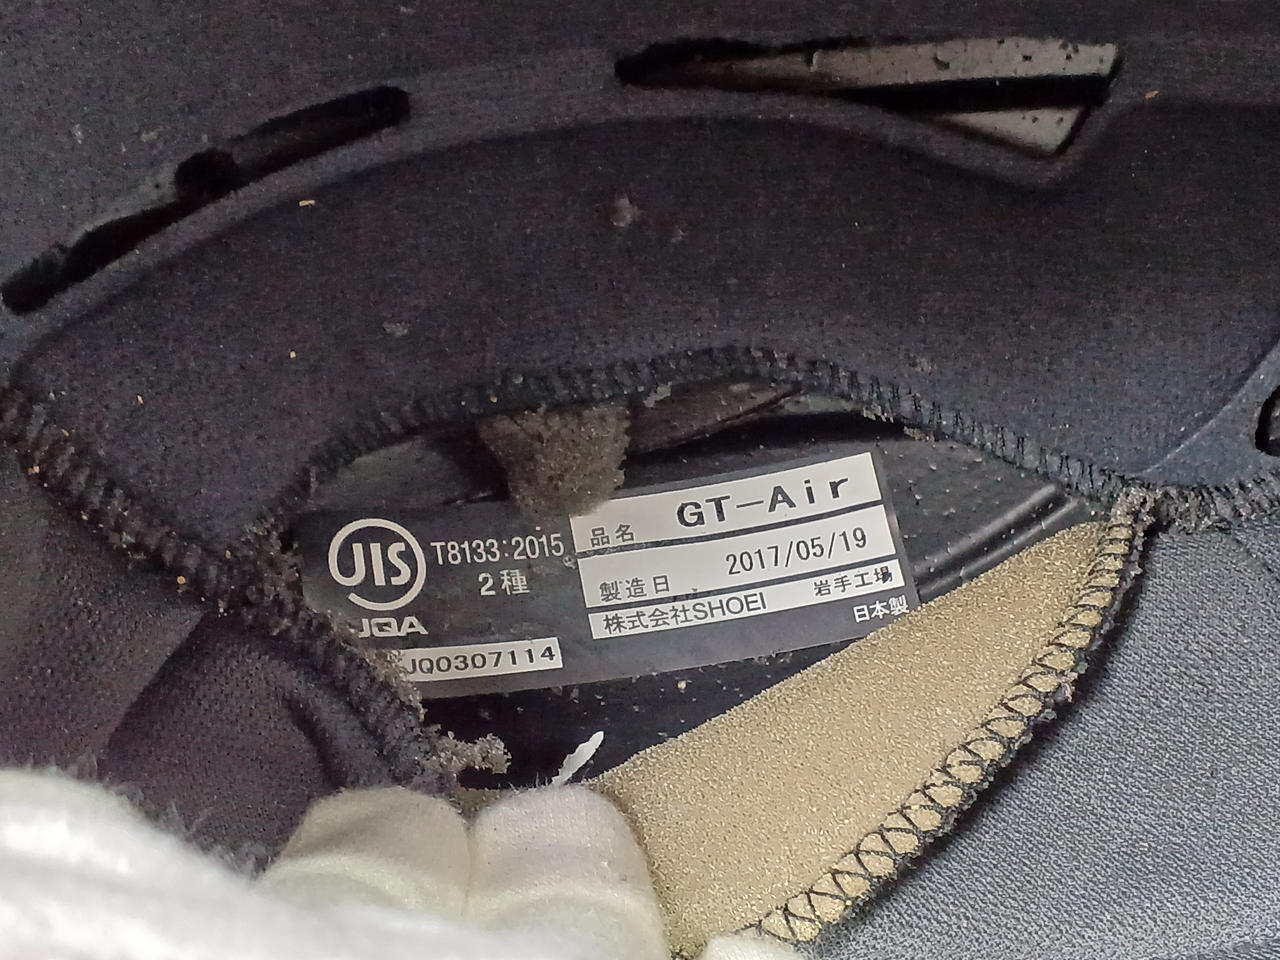 JIS
T8133:2015
2種
JQA
JQ0307114
品名 GT-Air
製造日 2017/05/19
株式会社SHOEI 岩手工場
日本製